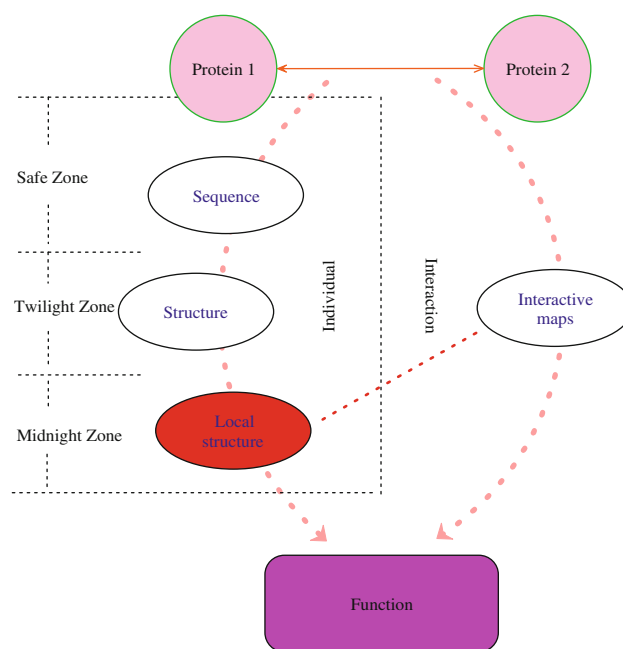 Protein 1
Protein 2
Safe Zone
Sequence
Twilight Zone
Structure
Individual
Interaction
Interactive
maps
Midnight Zone
Local
structure
Function